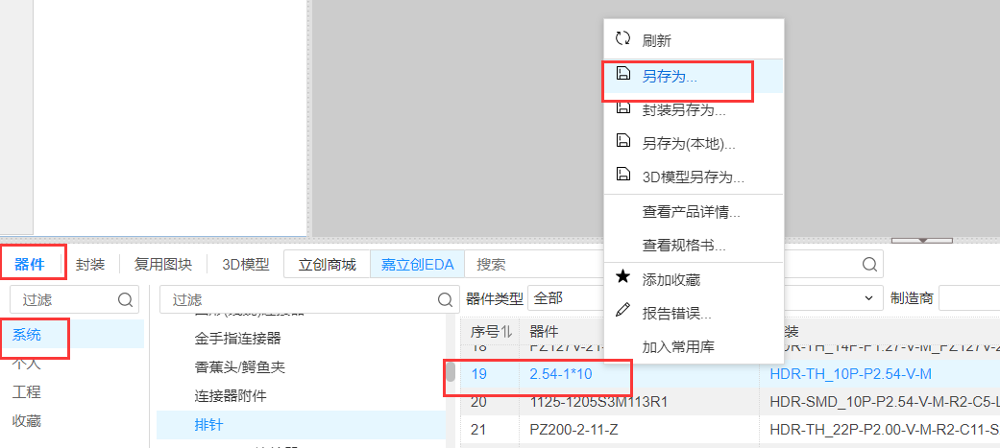 刷新
另存为...
封装另存为...
另存为(本地)...
3D模型另存为...
查看产品详情...
查看规格书...
添加收藏
报告错误...
加入常用库
器件 封装 复用图块 3D模型 立创商城 嘉立创EDA 搜索
过滤 过滤 器件类型 全部 制造商
系统
个人
工程
收藏
金手指连接器
香蕉头/鳄鱼夹
连接器附件
排针
序号 器件 装
18
19 2.54-1*10 HDR-TH_10P-P2.54-V-M
20 1125-1205S3M113R1 HDR-SMD_10P-P2.54-V-M-R2-C5-L
21 PZ200-2-11-Z HDR-TH_22P-P2.00-V-M-R2-C11-S